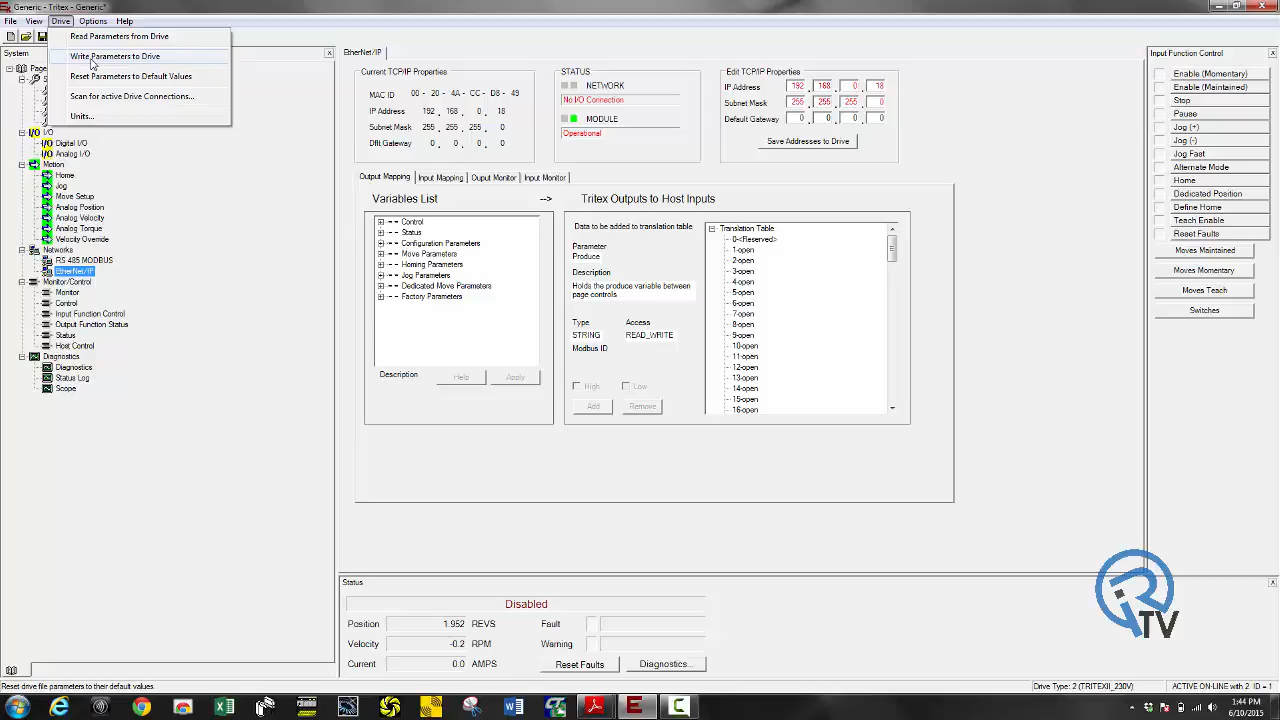 Generic - Tritex - Generic*
File View Drive Options Help
Read Parameters from Drive
Write Parameters to Drive
Reset Parameters to Default Values
Scan for active Drive Connections...
Units...
System
Page
I/O I/O
Digital I/O
Analog I/O
Motion
Home
Jog
Move Setup
Analog Position
Analog Velocity
Analog Torque
Velocity Override
Networks
RS 485 MODBUS
EtherNet/IP
Monitor/Control
Monitor
Control
Input Function Control
Output Function Status
Status
Host Control
Diagnostics
Diagnostics
Status Log
Scope
EtherNet/IP
Current TCP/IP Properties
MAC ID 00 - 20 - 4A - CC - D8 - 49
IP Address 192 . 168 . 0 . 18
Subnet Mask 255 . 255 . 255 . 0
Dflt Gateway 0 . 0 . 0 . 0
STATUS
NETWORK
No I/O Connection
MODULE
Operational
Edit TCP/IP Properties
IP Address 192 . 168 . 0 . 18
Subnet Mask 255 . 255 . 255 . 0
Default Gateway 0 . 0 . 0 . 0
Save Addresses to Drive
Output Mapping Input Mapping Output Monitor Input Monitor
Variables List -->
Control
Status
Configuration Parameters
Move Parameters
Homing Parameters
Jog Parameters
Dedicated Move Parameters
Factory Parameters
Description Help Apply
Tritex Outputs to Host Inputs
Data to be added to translation table
Parameter
Produce
Description
Holds the produce variable between
page controls
Type Access
STRING READ_WRITE
Modbus ID
High Low
Add Remove
Translation Table
0-<Reserved>
1-open
2-open
3-open
4-open
5-open
6-open
7-open
8-open
9-open
10-open
11-open
12-open
13-open
14-open
15-open
16-open
Input Function Control
Enable (Momentary)
Enable (Maintained)
Stop
Pause
Jog (+)
Jog (-)
Jog Fast
Alternate Mode
Home
Dedicated Position
Define Home
Teach Enable
Reset Faults
Moves Maintained
Moves Momentary
Moves Teach
Switches
Status
Disabled
Position 1.952 REVS Fault
Velocity -0.2 RPM Warning
Current 0.0 AMPS Reset Faults Diagnostics...
TV
Reset drive file parameters to their default values.
Drive Type: 2 (TRITEXII_230V)
ACTIVE ON-LINE with 2 ID = 1
1:44 PM
6/10/2015